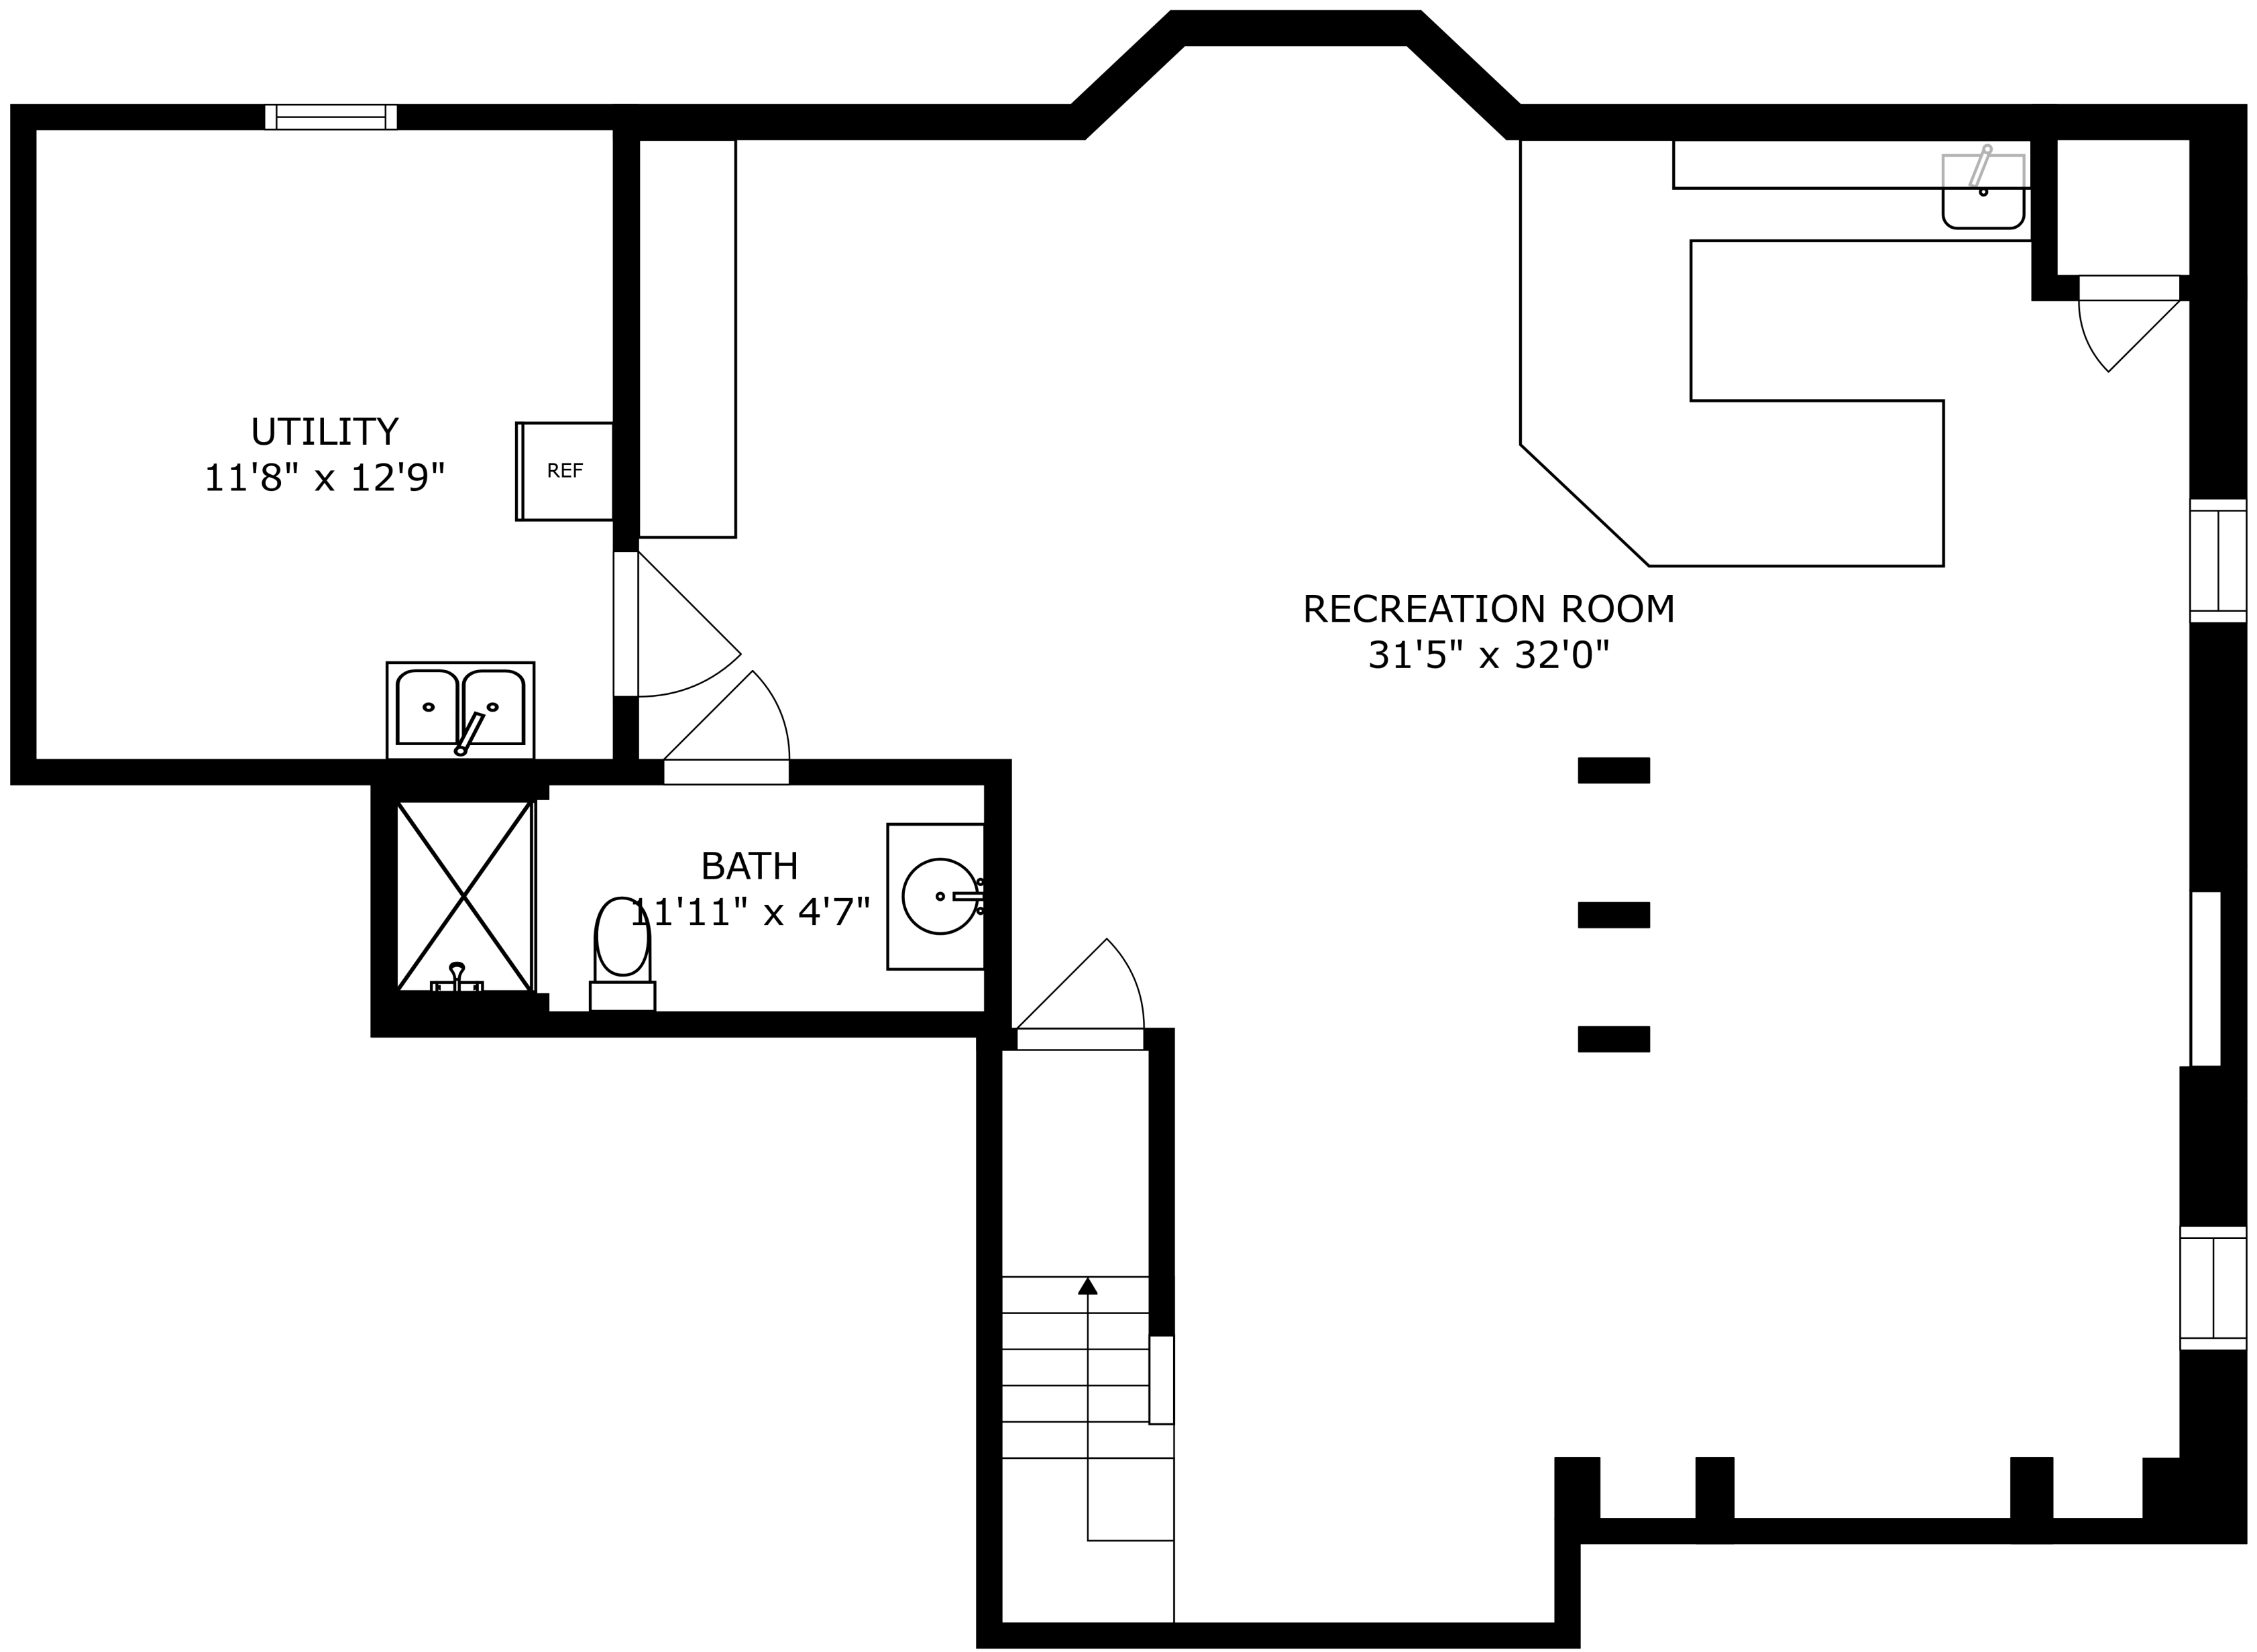 UTILITY
11'8" x 12'9"
REF
RECREATION ROOM
31'5" x 32'0"
BATH
11'11" x 4'7"